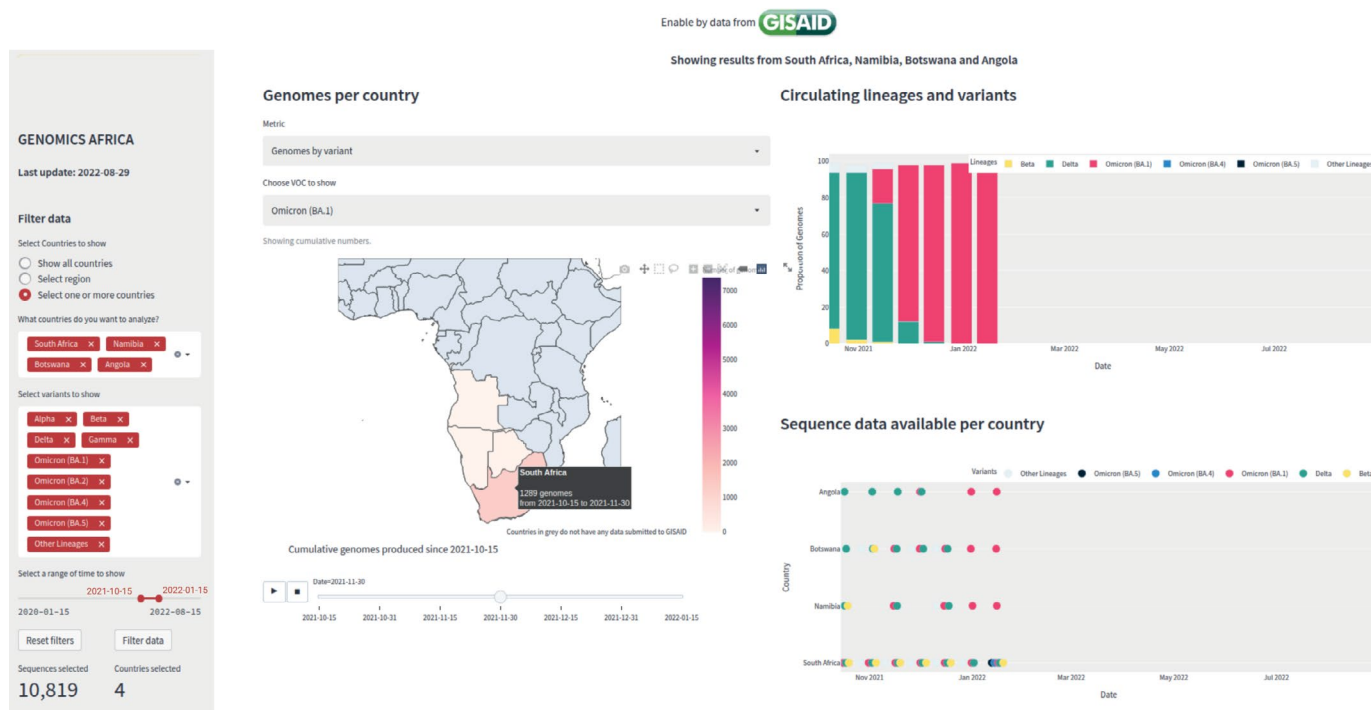 Enable by data from GISAID
Showing results from South Africa, Namibia, Botswana and Angola
GENOMICS AFRICA
Last update: 2022-08-29
Filter data
Select Countries to show
Show all countries
Select region
Select one or more countries
What countries do you want to analyze?
South Africa ×
Namibia ×
Botswana ×
Angola ×
Select variants to show
Alpha ×
Beta ×
Delta ×
Gamma ×
Omicron (BA.1) ×
Omicron (BA.2) ×
Omicron (BA.4) ×
Omicron (BA.5) ×
Other Lineages ×
Select a range of time to show
2021-10-15
2022-01-15
2020-01-15
2022-08-15
Reset filters
Filter data
Sequences selected
Countries selected
10,819
4
Genomes per country
Metric
Genomes by variant
Choose VOC to show
Omicron (BA.1)
Showing cumulative numbers.
7000
6000
5000
4000
3000
2000
1000
0
South Africa
1289 genomes
from 2021-10-15 to 2021-11-30
Countries in grey do not have any data submitted to GISAID
Cumulative genomes produced since 2021-10-15
Date=2021-11-30
2021-10-15
2021-10-31
2021-11-15
2021-11-30
2021-12-15
2021-12-31
2022-01-15
Circulating lineages and variants
Lineages
Beta
Delta
Omicron (BA.1)
Omicron (BA.4)
Omicron (BA.5)
Other Lineages
Proportion of Genomes
100
80
60
40
20
0
Nov 2021
Jan 2022
Mar 2022
May 2022
Jul 2022
Date
Sequence data available per country
Variants
Other Lineages
Omicron (BA.5)
Omicron (BA.4)
Omicron (BA.1)
Delta
Beta
Country
Angola
Botswana
Namibia
South Africa
Nov 2021
Jan 2022
Mar 2022
May 2022
Jul 2022
Date